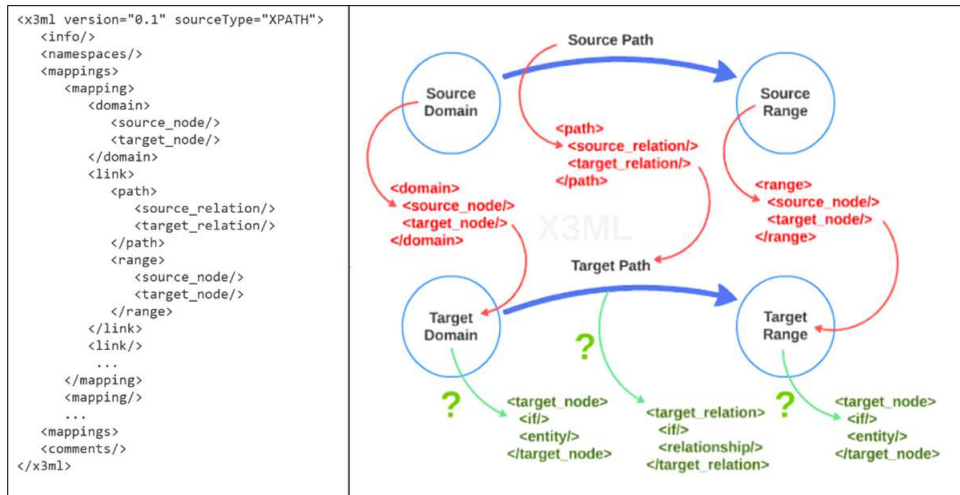 <x3ml version="0.1" sourceType="XPATH">
<info/>
<namespaces/>
<mappings>
<mapping>
<domain>
<source_node/>
<target_node/>
</domain>
<link>
<path>
<source_relation/>
<target_relation/>
</path>
<range>
<source_node/>
<target_node/>
</range>
</link>
<link/>
...
</mapping>
<mapping/>
...
<mappings>
<comments/>
</x3ml>
Source Path
Source
Domain
Source
Range
<path>
<source_relation/>
<target_relation/>
</path>
<domain>
<source_node/>
<target_node/>
</domain>
<range>
<source_node/>
<target_node/>
</range>
X3ML
Target Path
Target
Domain
Target
Range
?
?
?
<target_node>
<if/>
<entity/>
</target_node>
<target_relation>
<if/>
<relationship/>
</target_relation>
<target_node>
<if/>
<entity/>
</target_node>